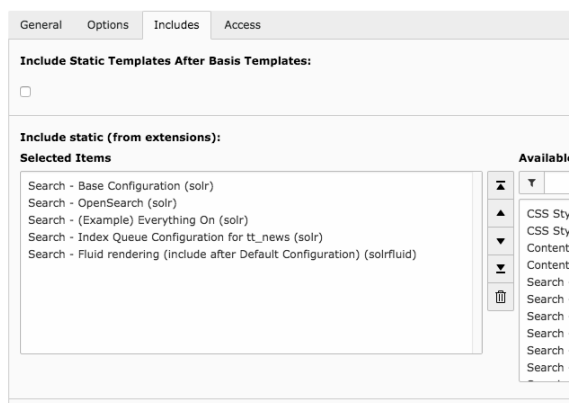 General Options Includes Access
Include Static Templates After Basis Templates:
Include static (from extensions):
Selected Items
Search - Base Configuration (solr)
Search - OpenSearch (solr)
Search - (Example) Everything On (solr)
Search - Index Queue Configuration for tt_news (solr)
Search - Fluid rendering (include after Default Configuration) (solrfluid)
Available
CSS Sty
CSS Sty
Content
Content
Search
Search
Search
Search
Search
Search